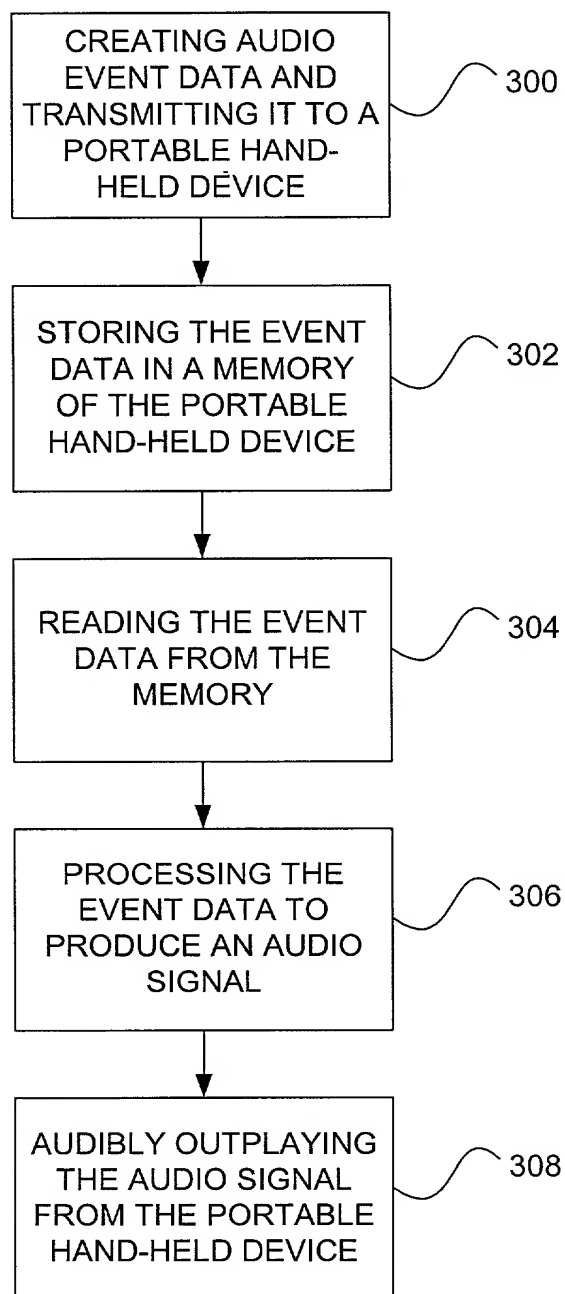 CREATING AUDIO
EVENT DATA AND
TRANSMITTING IT TO A
PORTABLE HAND-
HELD DEVICE
300
STORING THE EVENT
DATA IN A MEMORY
OF THE PORTABLE
HAND-HELD DEVICE
302
READING THE EVENT
DATA FROM THE
MEMORY
304
PROCESSING THE
EVENT DATA TO
PRODUCE AN AUDIO
SIGNAL
306
AUDIBLY OUTPLAYING
THE AUDIO SIGNAL
FROM THE PORTABLE
HAND-HELD DEVICE
308